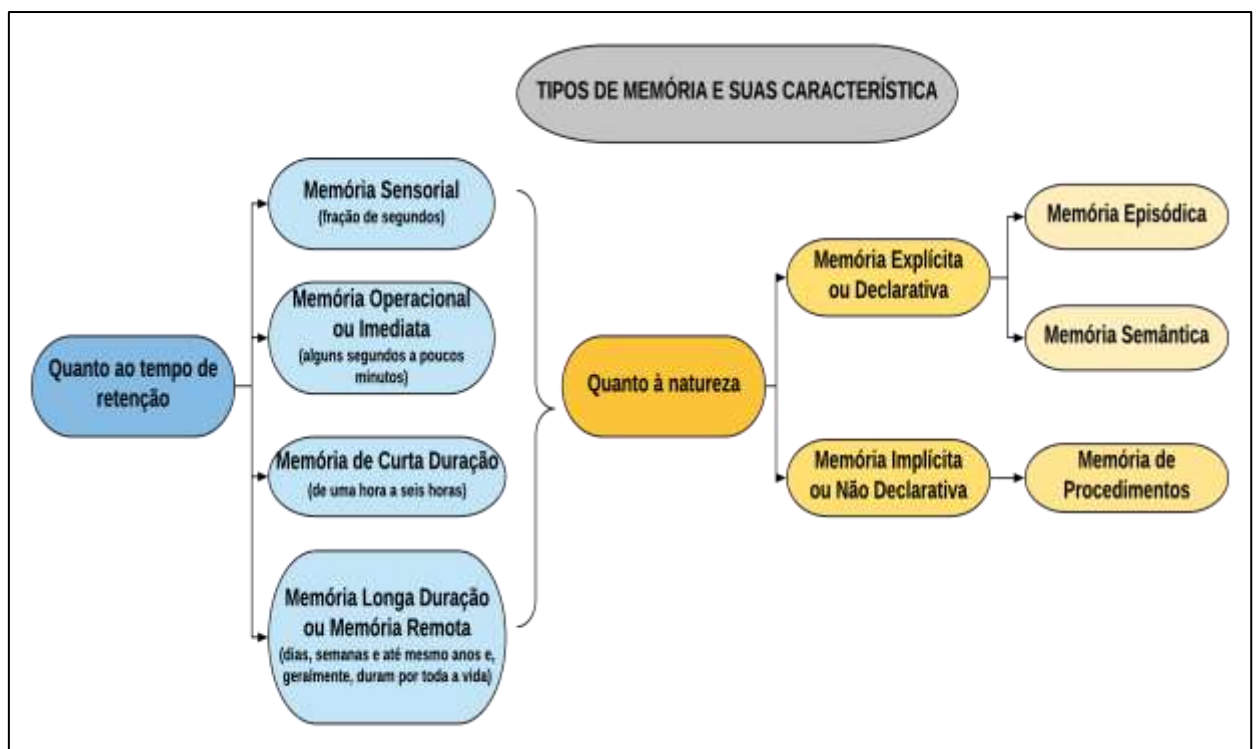 TIPOS DE MEMÓRIA E SUAS CARACTERÍSTICA
Quanto ao tempo de
retenção
Memória Sensorial
(fração de segundos)
Memória Operacional
ou Imediata
(alguns segundos a poucos
minutos)
Memória de Curta Duração
(de uma hora a seis horas)
Memória Longa Duração
ou Memória Remota
(dias, semanas e até mesmo anos e,
geralmente, duram por toda a vida)
Quanto à natureza
Memória Explícita
ou Declarativa
Memória Episódica
Memória Semântica
Memória Implícita
ou Não Declarativa
Memória de
Procedimentos